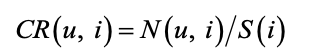 CR(u, i) = N(u, i)/S(i)